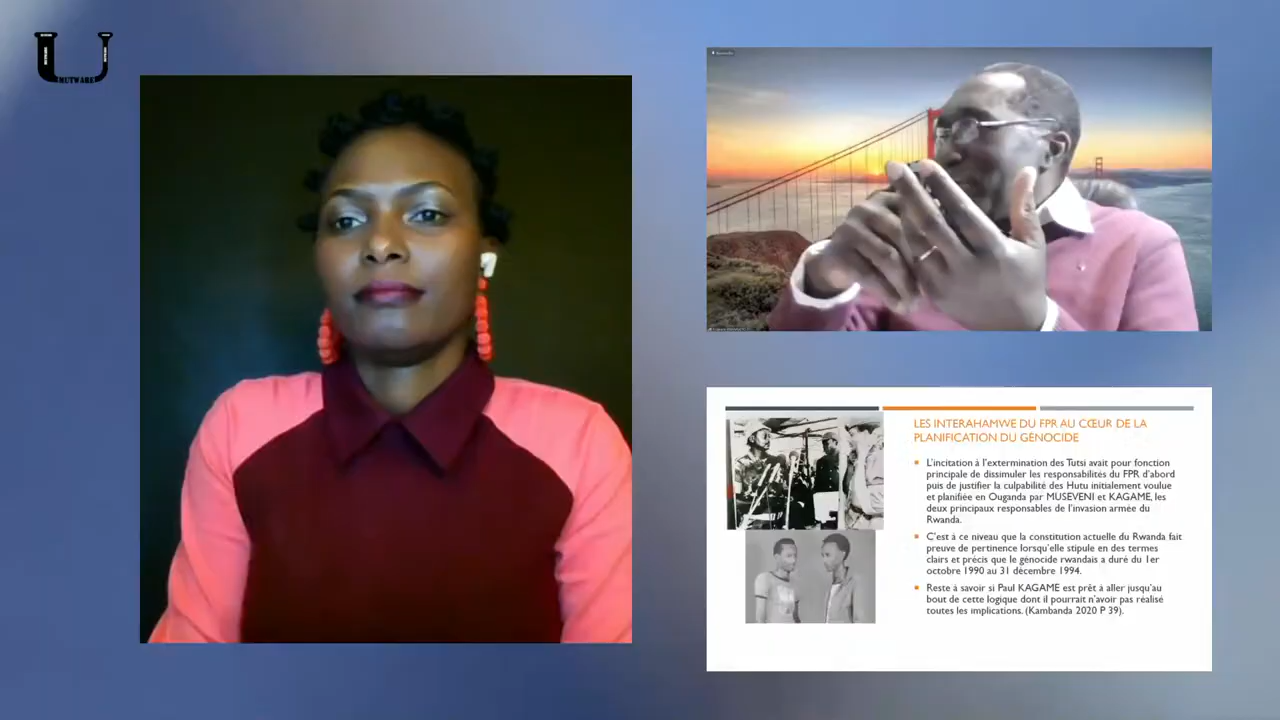 U
MUTWARE
LES INTERAHAMWE DU FPR AU CŒUR DE LA
PLANIFICATION DU GÉNOCIDE
L'incitation à l'extermination des Tutsi avait pour fonction
principale de dissimuler les responsabilités du FPR d'abord
puis de justifier la culpabilité des Hutu initialement voulue
et planifiée en Ouganda par MUSEVENI et KAGAME, les
deux principaux responsables de l'invasion armée du
Rwanda.
C'est à ce niveau que la constitution actuelle du Rwanda fait
preuve de pertinence lorsqu'elle stipule en des termes
clairs et précis que le génocide rwandais a duré du 1er
octobre 1990 au 31 décembre 1994.
Reste à savoir si Paul KAGAME est prêt à aller jusqu'au
bout de cette logique dont il pourrait n'avoir pas réalisé
toutes les implications. (Kambanda 2020 P 39).